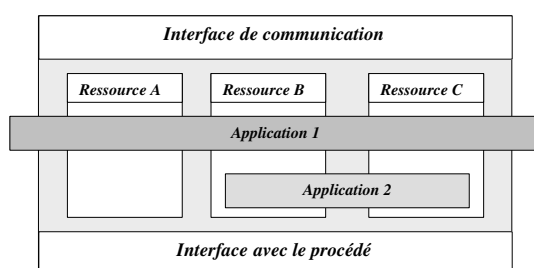 Interface de communication
Ressource A
Ressource B
Ressource C
Application 1
Application 2
Interface avec le procédé